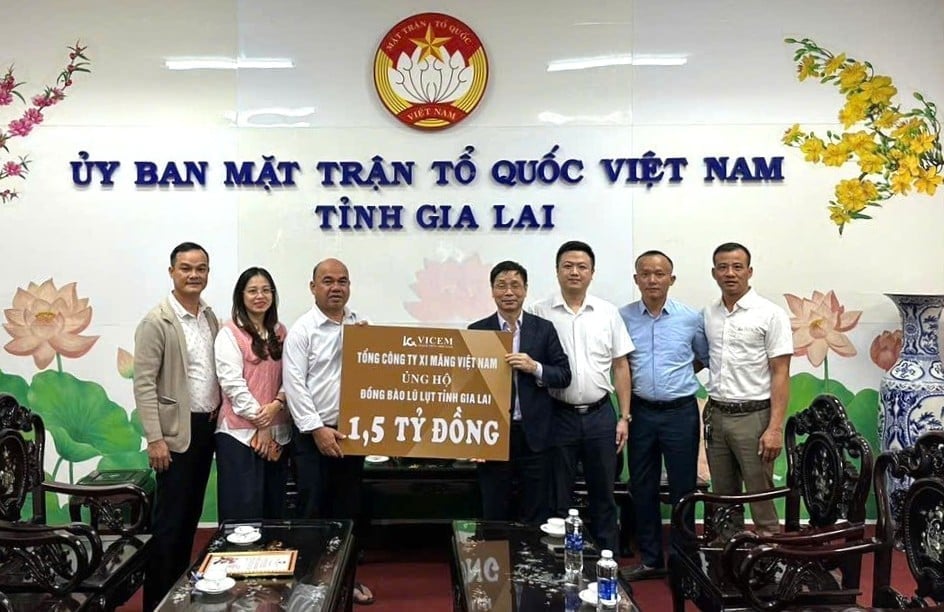 MẶT TRẬN TỔ QUỐC
VIỆT NAM
ỦY BAN MẶT TRẬN TỔ QUỐC VIỆT NAM
TỈNH GIA LAI
VICEM
TỔNG CÔNG TY XI MĂNG VIỆT NAM
ỦNG HỘ
ĐỒNG BÀO LŨ LỤT TỈNH GIA LAI
1,5 TỶ ĐỒNG